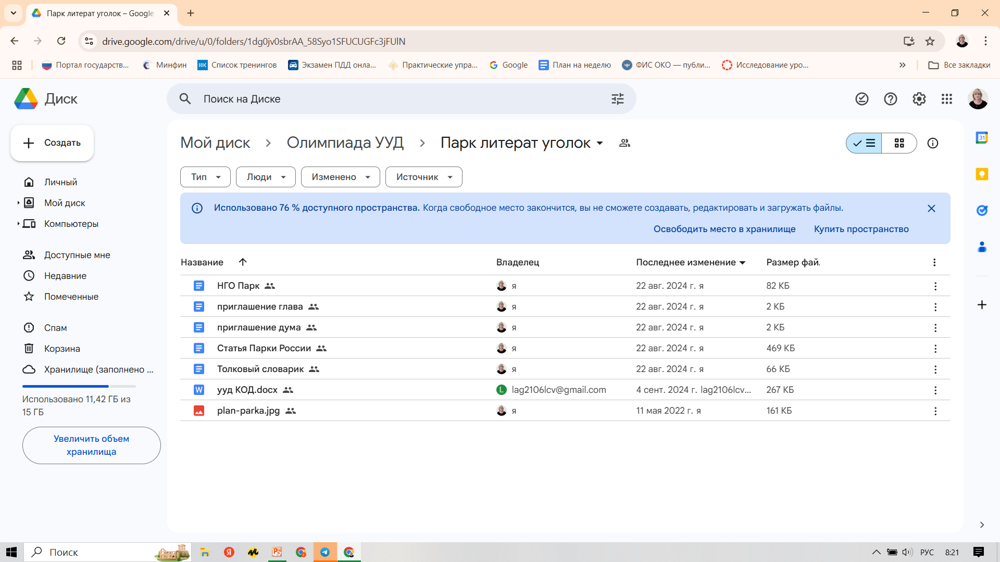 Парк литерат уголок – Google
drive.google.com/drive/u/0/folders/1dg0jv0sbrAA_58Syo1SFUCUGFc3jFUlN
Портал государств... Минфин Список тренингов Экзамен ПДД онла... Практические упра... Google План на неделю ФИС ОКО — публи... Исследование уро... Все закладки
Диск
Поиск на Диске
Создать
Личный
Мой диск
Компьютеры
Доступные мне
Недавние
Помеченные
Спам
Корзина
Хранилище (заполнено ...
Использовано 11,42 ГБ из
15 ГБ
Увеличить объем
хранилища
Мой диск Олимпиада УУД Парк литерат уголок
Тип Люди Изменено Источник
Использовано 76 % доступного пространства. Когда свободное место закончится, вы не сможете создавать, редактировать и загружать файлы.
Освободить место в хранилище Купить пространство
Название Владелец Последнее изменение Размер фай.
НГО Парк я 22 авг. 2024 г. я 82 КБ
приглашение глава я 22 авг. 2024 г. я 2 КБ
приглашение дума я 22 авг. 2024 г. я 2 КБ
Статья Парки России я 22 авг. 2024 г. я 469 КБ
Толковый словарик я 22 авг. 2024 г. я 66 КБ
W ууд КОД.docx L lag2106lcv@gmail.com 4 сент. 2024 г. lag2106lcv... 267 КБ
plan-parka.jpg я 11 мая 2022 г. я 161 КБ
31
Поиск
РУС 8:21